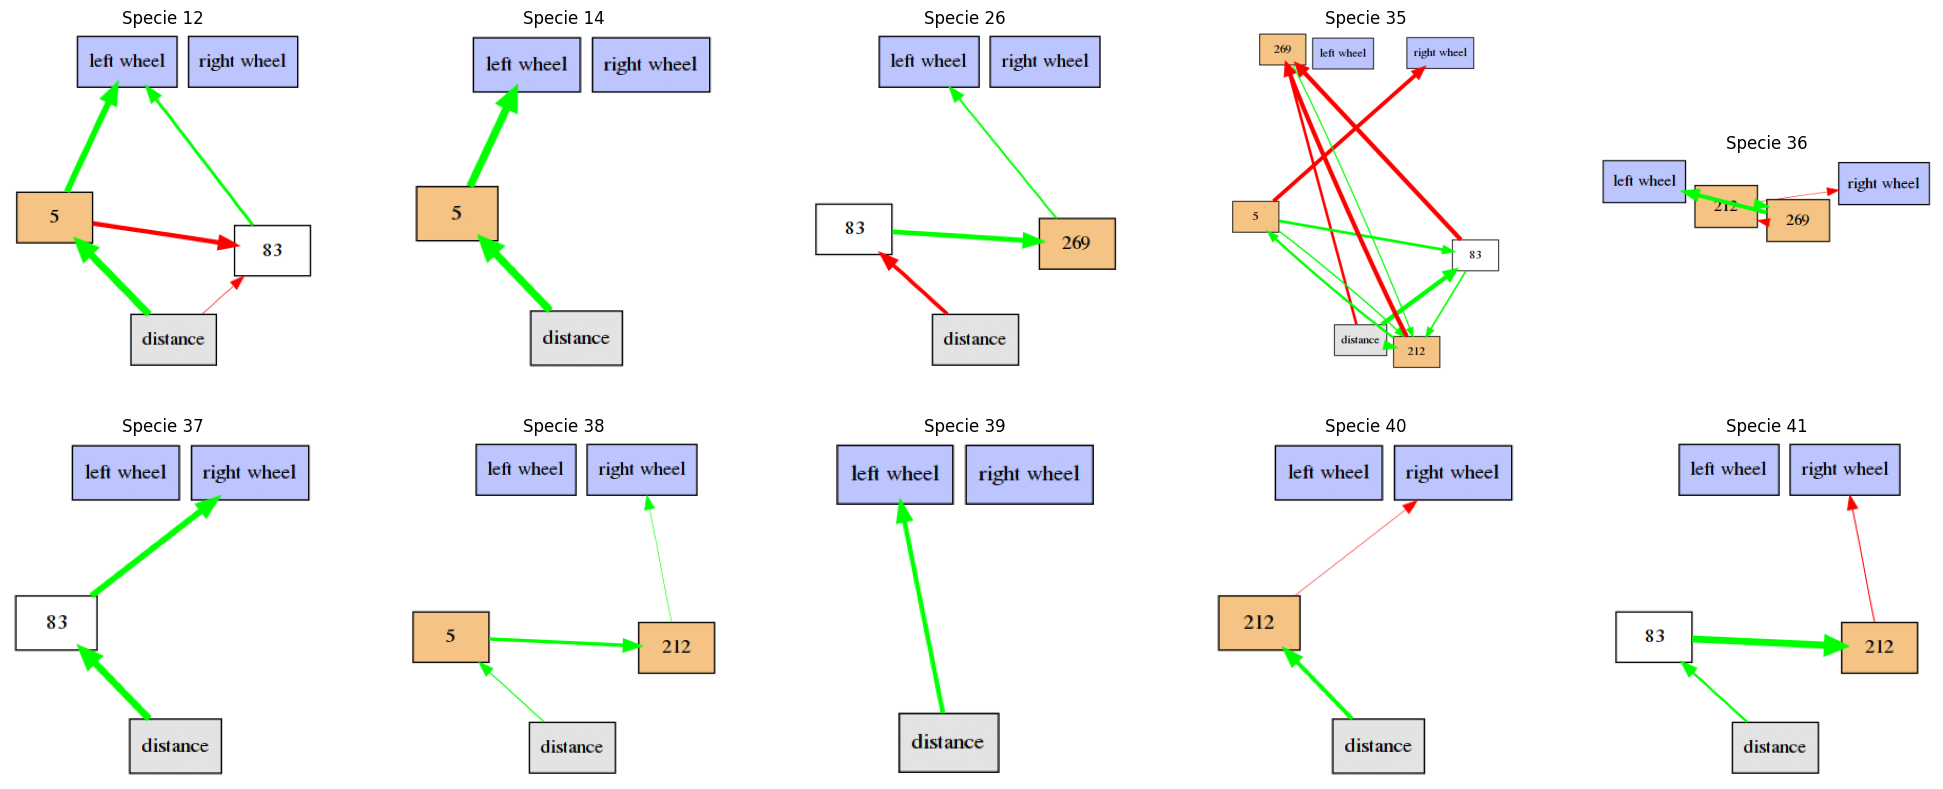 Specie 12
left wheel
right wheel
5
83
distance
Specie 14
left wheel
right wheel
5
distance
Specie 26
left wheel
right wheel
83
269
distance
Specie 35
269
left wheel
right wheel
5
83
distance
212
Specie 36
left wheel
right wheel
212
269
Specie 37
left wheel
right wheel
83
distance
Specie 38
left wheel
right wheel
5
212
distance
Specie 39
left wheel
right wheel
distance
Specie 40
left wheel
right wheel
212
distance
Specie 41
left wheel
right wheel
83
212
distance